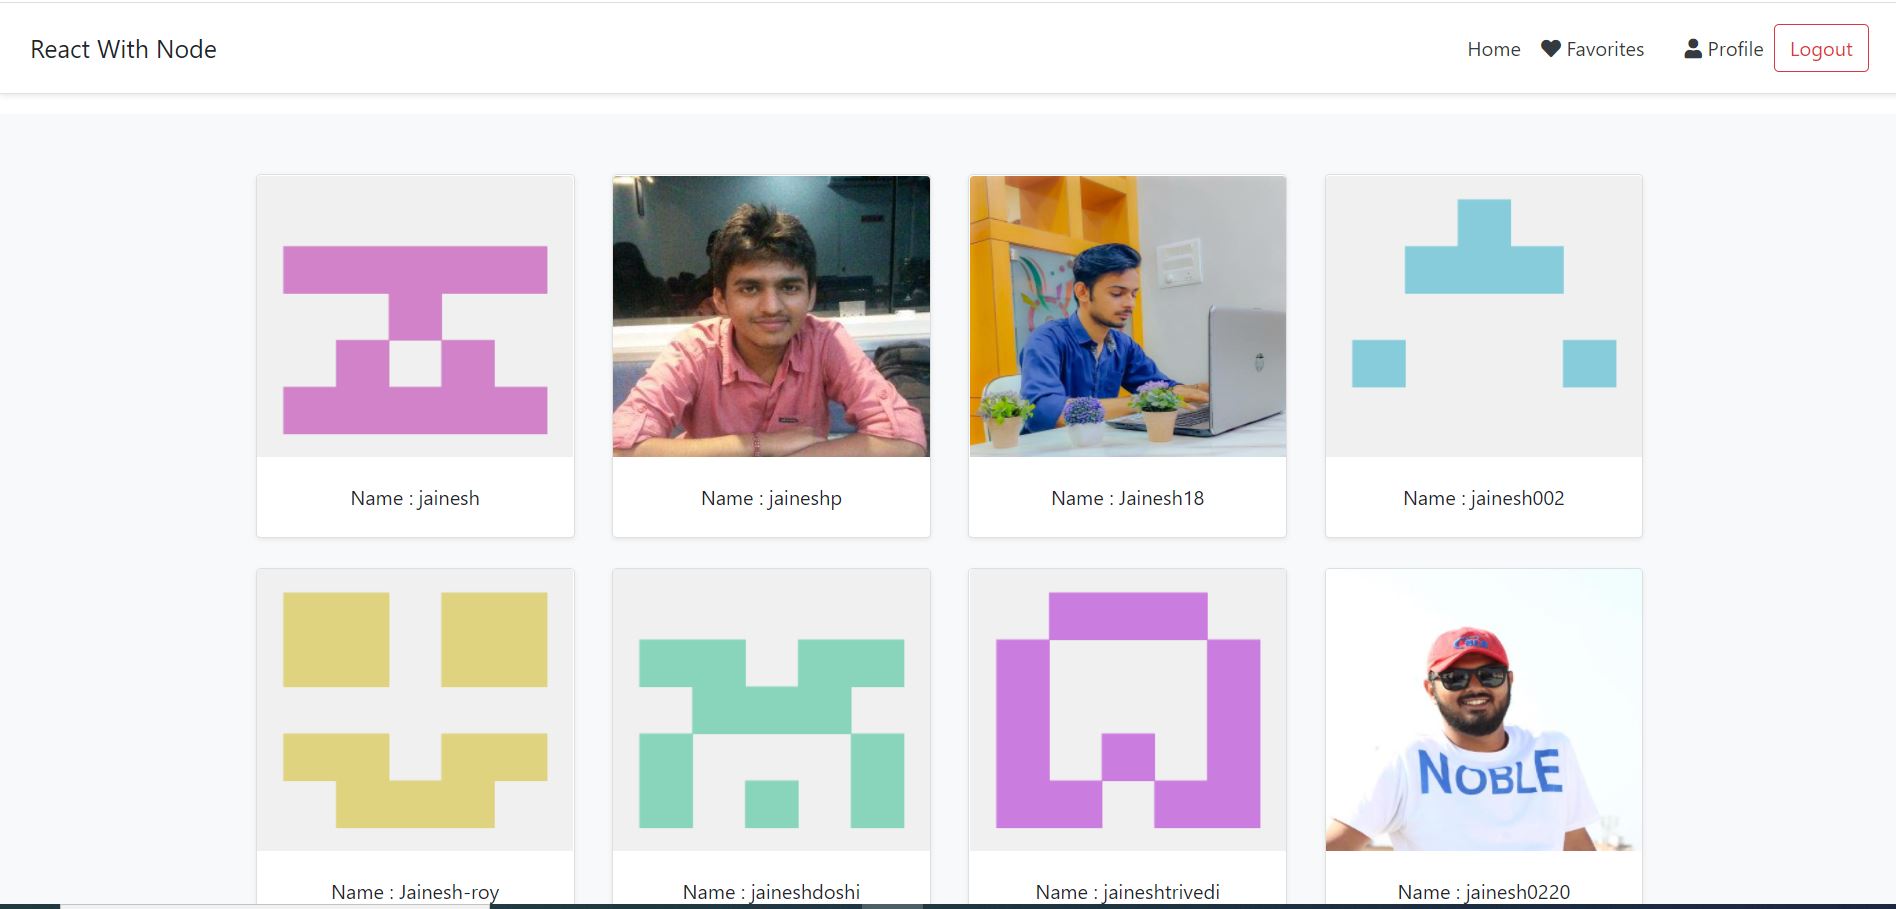 React With Node
Home Favorites Profile Logout
Name : jainesh
Name : jaineshp
Name : Jainesh18
Name : jainesh002
NOBLE
Name : Jainesh-roy
Name : jaineshdoshi
Name : jaineshtrivedi
Name : jainesh0220